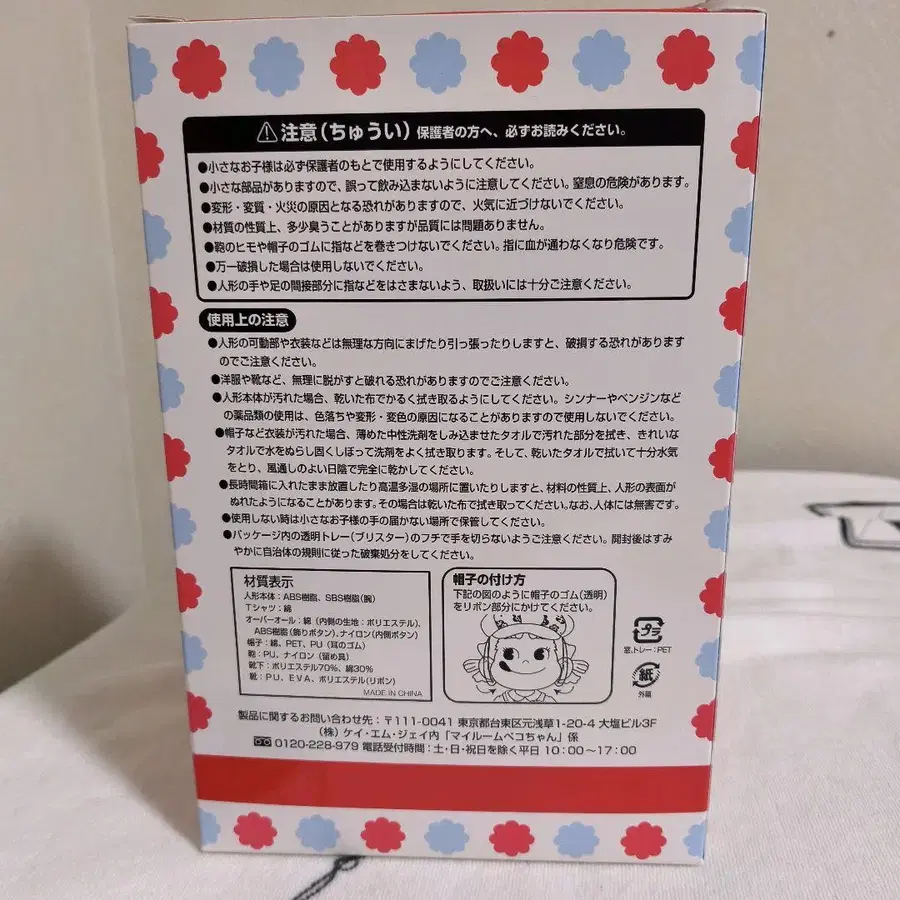 ⚠注意(ちゅうい) 保護者の方へ、必ずお読みください。
●小さなお子様は必ず保護者のもとで使用するようにしてください。
●小さな部品がありますので、誤って飲み込まないように注意してください。窒息の危険があります。
●変形・変質・火災の原因となる恐れがありますので、火気に近づけないでください。
●材質の性質上、多少臭うことがありますが品質には問題ありません。
●鞄のヒモや帽子のゴムに指などを巻きつけないでください。指に血が通わなくなり危険です。
●万一破損した場合は使用しないでください。
●人形の手や足の間接部分に指などをはさまないよう、取扱いには十分ご注意ください。
使用上の注意
●人形の可動部や衣装などは無理な方向にまげたり引っ張ったりしますと、破損する恐れがあります
のでご注意ください。
●洋服や靴など、無理に脱がすと破れる恐れがありますのでご注意ください。
●人形本体が汚れた場合、乾いた布でかるく拭き取るようにしてください。シンナーやベンジンなど
の薬品類の使用は、色落ちや変形・変色の原因になることがありますので使用しないでください。
●帽子など衣装が汚れた場合、薄めた中性洗剤をしみ込ませたタオルで汚れた部分を拭き、きれいな
タオルで水をぬらし固くしぼって洗剤をよく拭き取ります。そして、乾いたタオルで拭いて十分水気
をとり、風通しのよい日陰で完全に乾かしてください。
●長時間箱に入れたまま放置したり高温多湿の場所に置いたりしますと、材料の性質上、人形の表面が
ぬれたようになることがあります。その場合は乾いた布で拭き取ってください。なお、人体には無害です。
●使用しない時は小さなお子様の手の届かない場所で保管してください。
●パッケージ内の透明トレー(ブリスター)のフチで手を切らないようご注意ください。開封後はすみ
やかに自治体の規則に従った破棄処分をしてください。
材質表示
人形本体:ABS樹脂、SBS樹脂(腕)
Tシャツ:綿
オーバーオール:綿(内側の生地:ポリエステル)、
ABS樹脂(飾りボタン)、ナイロン(内側ボタン)
帽子:綿、PET、PU(耳のゴム)
鞄:PU、ナイロン(留め具)
靴下:ポリエステル70%、綿30%
靴:PU、EVA、ポリエステル(リボン)
MADE IN CHINA
帽子の付け方
下記の図のように帽子のゴム(透明)
をリボン部分にかけてください。
プラ
窓、トレー:PET
紙
外箱
製品に関するお問い合わせ先:〒111-0041 東京都台東区元浅草1-20-4 大塩ビル3F
(株)ケイ・エム・ジェイ内「マイルームペコちゃん」係
0120-228-979 電話受付時間:土・日・祝日を除く平日 10:00〜17:00